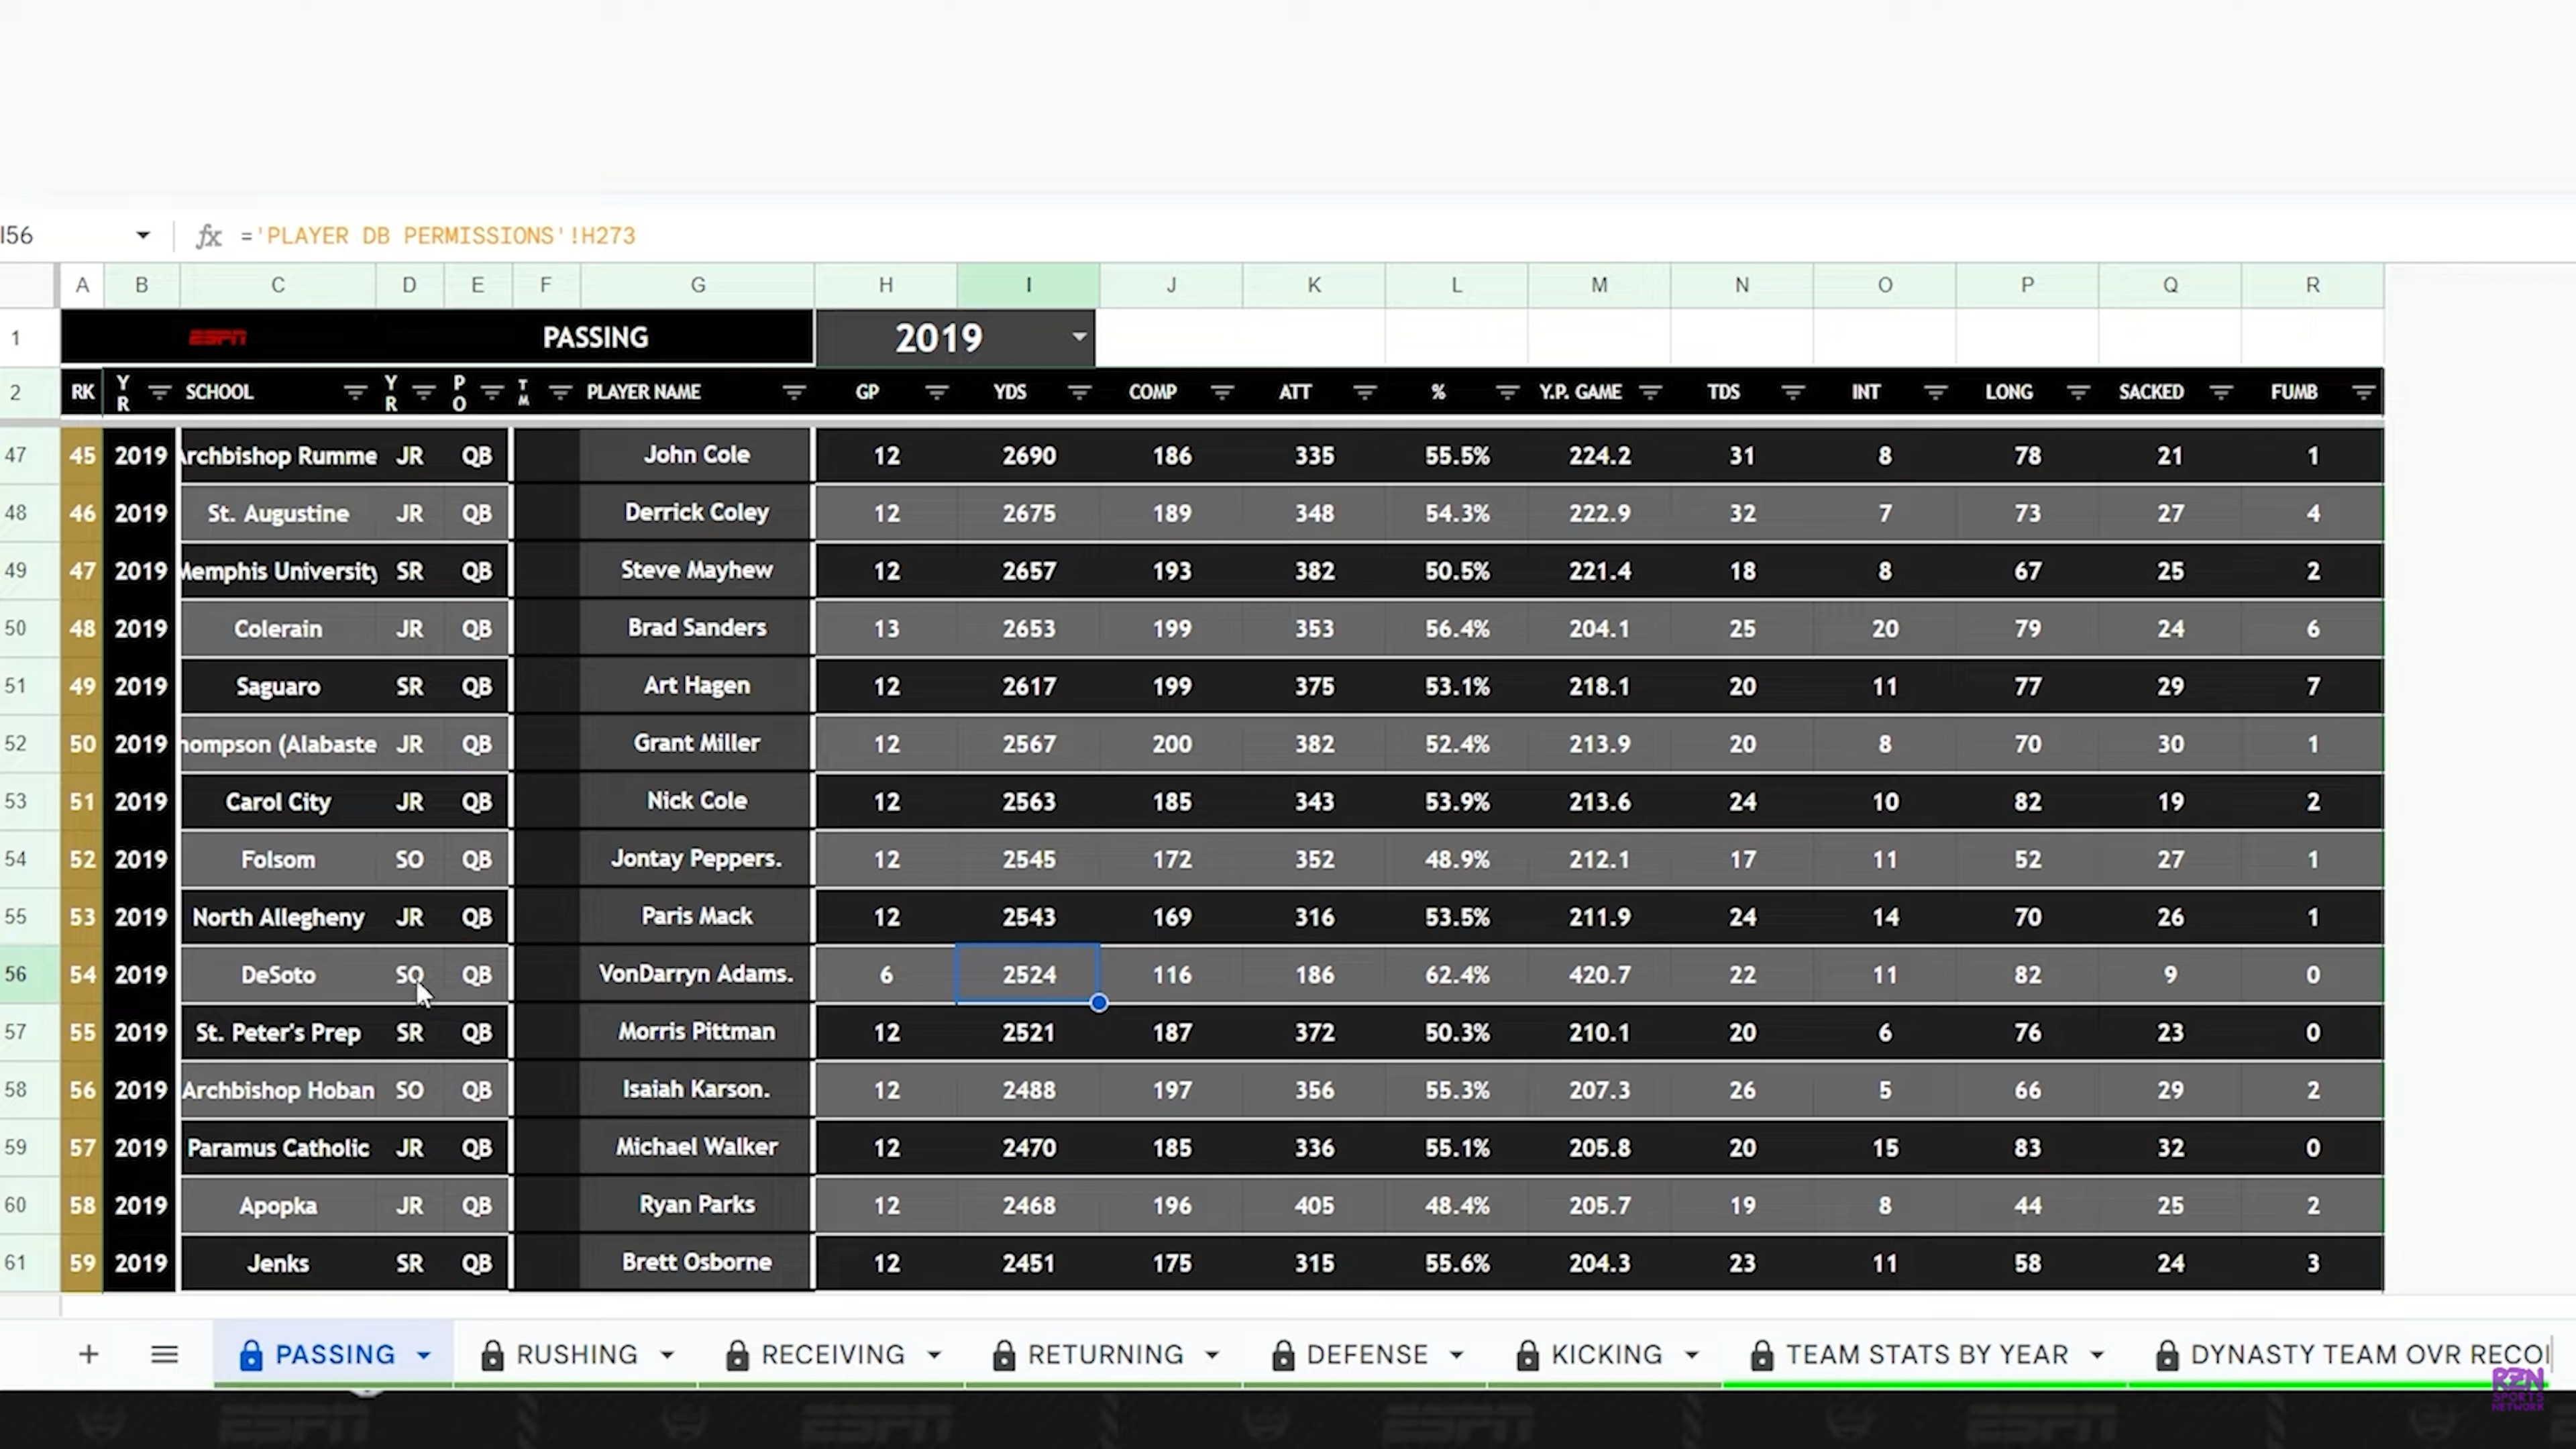 I56 fx ='PLAYER DB PERMISSIONS'!H273
A B C D E F G H I J K L M N O P Q R
1 ESPN PASSING 2019
2 RK YR SCHOOL YR PO TM PLAYER NAME GP YDS COMP ATT % Y.P. GAME TDS INT LONG SACKED FUMB
47 45 2019 Archbishop Rumme JR QB John Cole 12 2690 186 335 55.5% 224.2 31 8 78 21 1
48 46 2019 St. Augustine JR QB Derrick Coley 12 2675 189 348 54.3% 222.9 32 7 73 27 4
49 47 2019 Memphis University SR QB Steve Mayhew 12 2657 193 382 50.5% 221.4 18 8 67 25 2
50 48 2019 Colerain JR QB Brad Sanders 13 2653 199 353 56.4% 204.1 25 20 79 24 6
51 49 2019 Saguaro SR QB Art Hagen 12 2617 199 375 53.1% 218.1 20 11 77 29 7
52 50 2019 hompson (Alabaste JR QB Grant Miller 12 2567 200 382 52.4% 213.9 20 8 70 30 1
53 51 2019 Carol City JR QB Nick Cole 12 2563 185 343 53.9% 213.6 24 10 82 19 2
54 52 2019 Folsom SO QB Jontay Peppers. 12 2545 172 352 48.9% 212.1 17 11 52 27 1
55 53 2019 North Allegheny JR QB Paris Mack 12 2543 169 316 53.5% 211.9 24 14 70 26 1
56 54 2019 DeSoto SO QB VonDarryn Adams. 6 2524 116 186 62.4% 420.7 22 11 82 9 0
57 55 2019 St. Peter's Prep SR QB Morris Pittman 12 2521 187 372 50.3% 210.1 20 6 76 23 0
58 56 2019 Archbishop Hoban SO QB Isaiah Karson. 12 2488 197 356 55.3% 207.3 26 5 66 29 2
59 57 2019 Paramus Catholic JR QB Michael Walker 12 2470 185 336 55.1% 205.8 20 15 83 32 0
60 58 2019 Apopka JR QB Ryan Parks 12 2468 196 405 48.4% 205.7 19 8 44 25 2
61 59 2019 Jenks SR QB Brett Osborne 12 2451 175 315 55.6% 204.3 23 11 58 24 3
+ PASSING RUSHING RECEIVING RETURNING DEFENSE KICKING TEAM STATS BY YEAR DYNASTY TEAM OVR RECO
RZN SPORTS NETWORK
ESPN ESPN ESPN ESPN